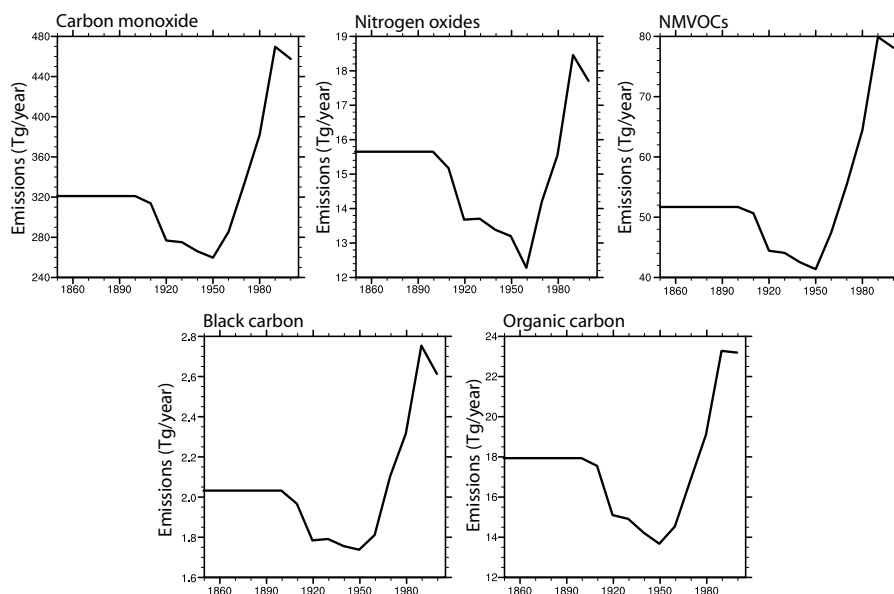 Carbon monoxide
Emissions (Tg/year)
480
440
400
360
320
280
240
1860 1890 1920 1950 1980
Nitrogen oxides
Emissions (Tg/year)
19
18
17
16
15
14
13
12
1860 1890 1920 1950 1980
NMVOCs
Emissions (Tg/year)
80
70
60
50
40
1860 1890 1920 1950 1980
Black carbon
Emissions (Tg/year)
2.8
2.6
2.4
2.2
2.0
1.8
1.6
1860 1890 1920 1950 1980
Organic carbon
Emissions (Tg/year)
24
22
20
18
16
14
12
1860 1890 1920 1950 1980